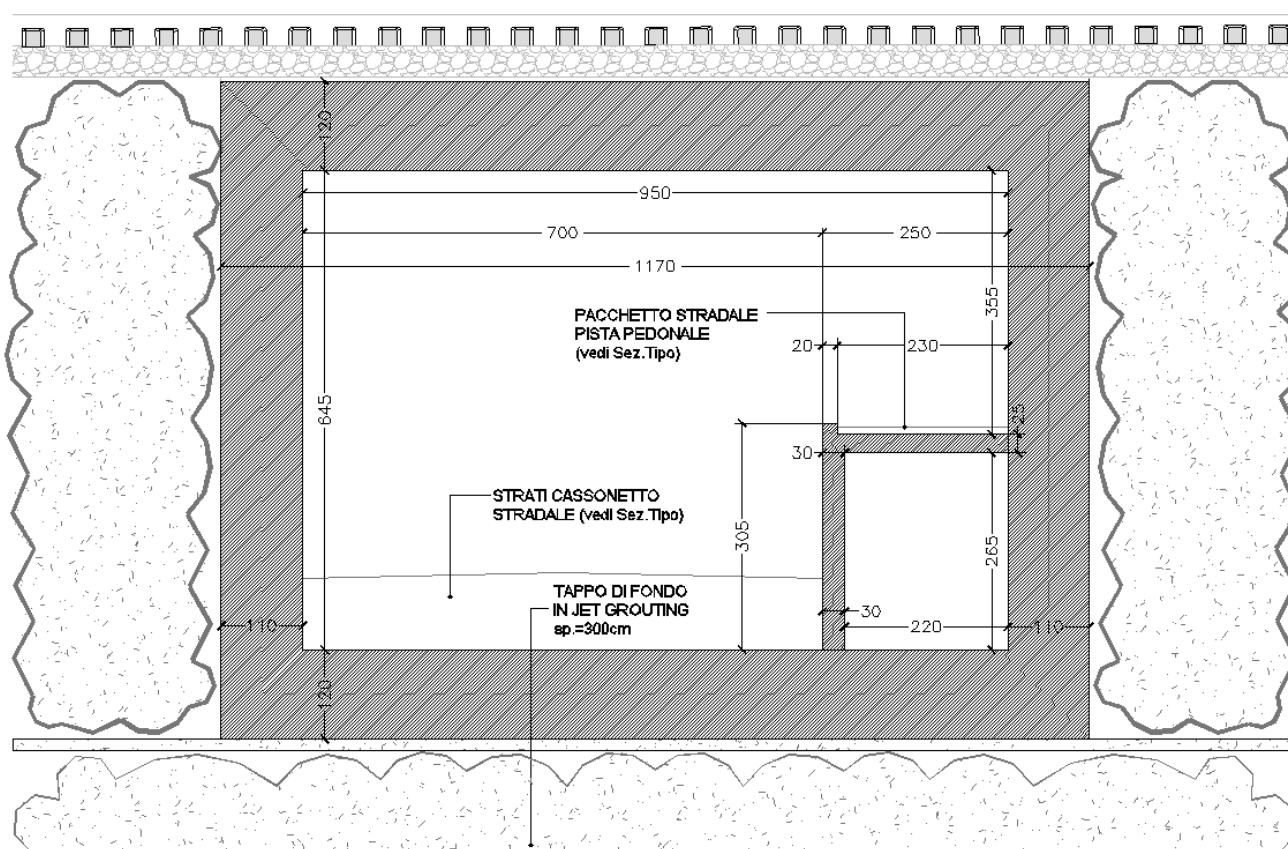 120
950
700
250
1170
355
PACCHETTO STRADALE
PISTA PEDONALE
(vedi Sez.Tipo)
20
230
645
25
30
STRATI CASSONETTO
STRADALE (vedi Sez.Tipo)
305
265
TAPPO DI FONDO
IN JET GROUTING
sp.=300cm
30
110
220
110
120